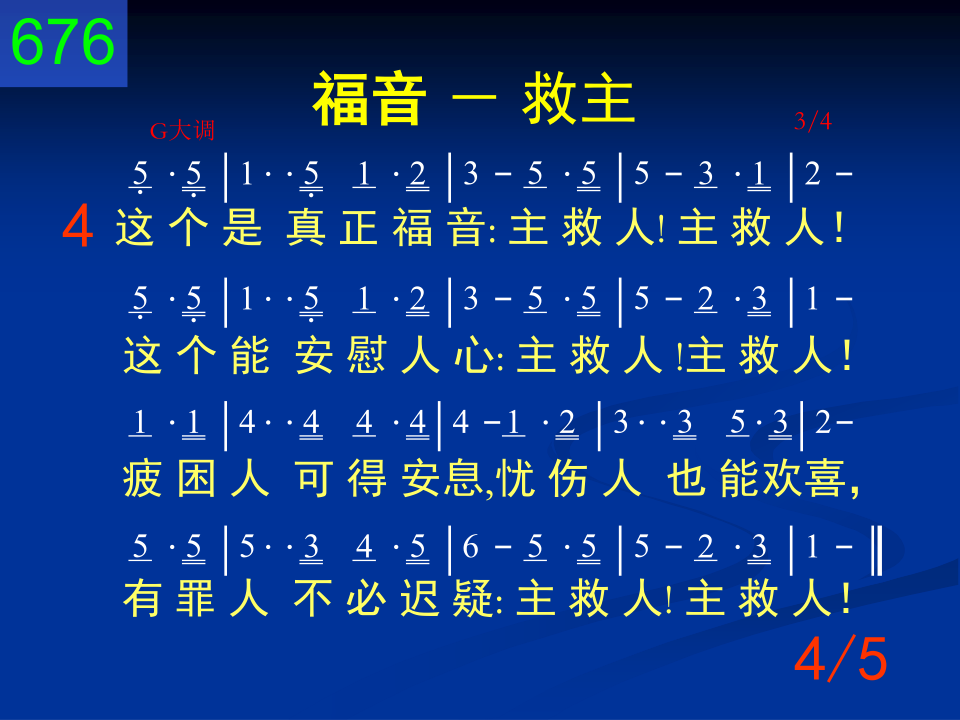 676
福音 － 救主
G大调 3/4
5 · 5 | 1 · · 5 1 · 2 | 3 - 5 · 5 | 5 - 3 · 1 | 2 -
4 这 个 是 真 正 福 音: 主 救 人! 主 救 人!
5 · 5 | 1 · · 5 1 · 2 | 3 - 5 · 5 | 5 - 2 · 3 | 1 -
这 个 能 安 慰 人 心: 主 救 人 !主 救 人!
1 · 1 | 4 · · 4 4 · 4 | 4 -1 · 2 | 3 · · 3 5 · 3 | 2-
疲 困 人 可 得 安息,忧 伤 人 也 能欢喜，
5 · 5 | 5 · · 3 4 · 5 | 6 - 5 · 5 | 5 - 2 · 3 | 1 - ‖
有 罪 人 不 必 迟 疑: 主 救 人! 主 救 人!
4/5